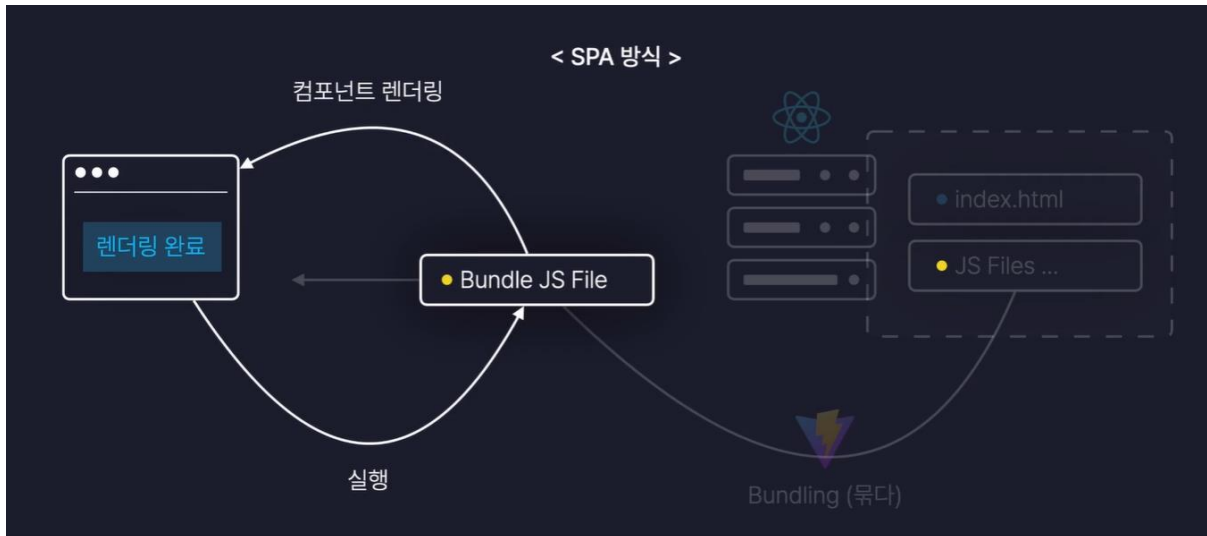 < SPA 방식 >
컴포넌트 렌더링
렌더링 완료
Bundle JS File
index.html
JS Files ...
실행
Bundling (묶다)